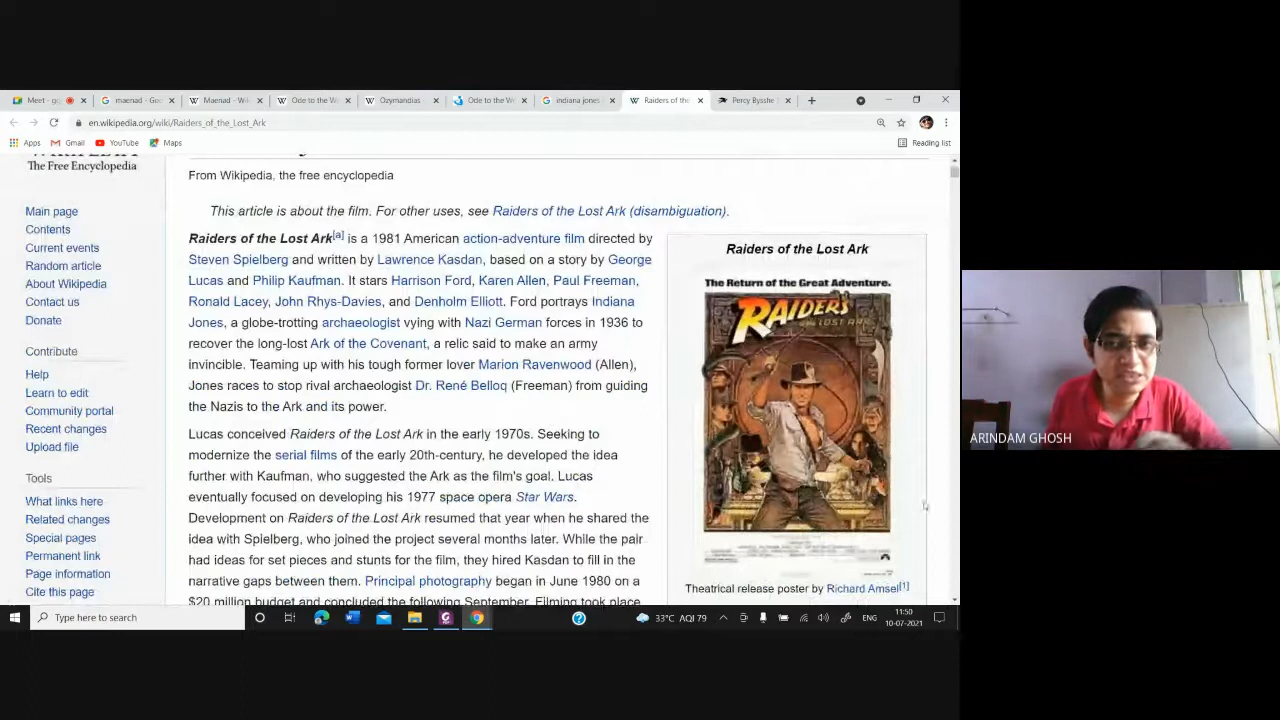 Meet - g
maenad - Goo
Maenad - Wik
Ode to the W
Ozymandias -
Ode to the W
indiana jones
Raiders of the
Percy Bysshe
en.wikipedia.org/wiki/Raiders_of_the_Lost_Ark
Apps Gmail YouTube Maps
Reading list
The Free Encyclopedia
Main page
Contents
Current events
Random article
About Wikipedia
Contact us
Donate
Contribute
Help
Learn to edit
Community portal
Recent changes
Upload file
Tools
What links here
Related changes
Special pages
Permanent link
Page information
Cite this page
From Wikipedia, the free encyclopedia
This article is about the film. For other uses, see Raiders of the Lost Ark (disambiguation).
Raiders of the Lost Ark[a] is a 1981 American action-adventure film directed by
Steven Spielberg and written by Lawrence Kasdan, based on a story by George
Lucas and Philip Kaufman. It stars Harrison Ford, Karen Allen, Paul Freeman,
Ronald Lacey, John Rhys-Davies, and Denholm Elliott. Ford portrays Indiana
Jones, a globe-trotting archaeologist vying with Nazi German forces in 1936 to
recover the long-lost Ark of the Covenant, a relic said to make an army
invincible. Teaming up with his tough former lover Marion Ravenwood (Allen),
Jones races to stop rival archaeologist Dr. René Belloq (Freeman) from guiding
the Nazis to the Ark and its power.
Lucas conceived Raiders of the Lost Ark in the early 1970s. Seeking to
modernize the serial films of the early 20th-century, he developed the idea
further with Kaufman, who suggested the Ark as the film's goal. Lucas
eventually focused on developing his 1977 space opera Star Wars.
Development on Raiders of the Lost Ark resumed that year when he shared the
idea with Spielberg, who joined the project several months later. While the pair
had ideas for set pieces and stunts for the film, they hired Kasdan to fill in the
narrative gaps between them. Principal photography began in June 1980 on a
$20 million budget and concluded the following September. Filming took place
Raiders of the Lost Ark
The Return of the Great Adventure.
RAIDERS
OF THE LOST ARK
Theatrical release poster by Richard Amsel[1]
Type here to search
33°C AQI 79
ENG
11:50
10-07-2021
ARINDAM GHOSH